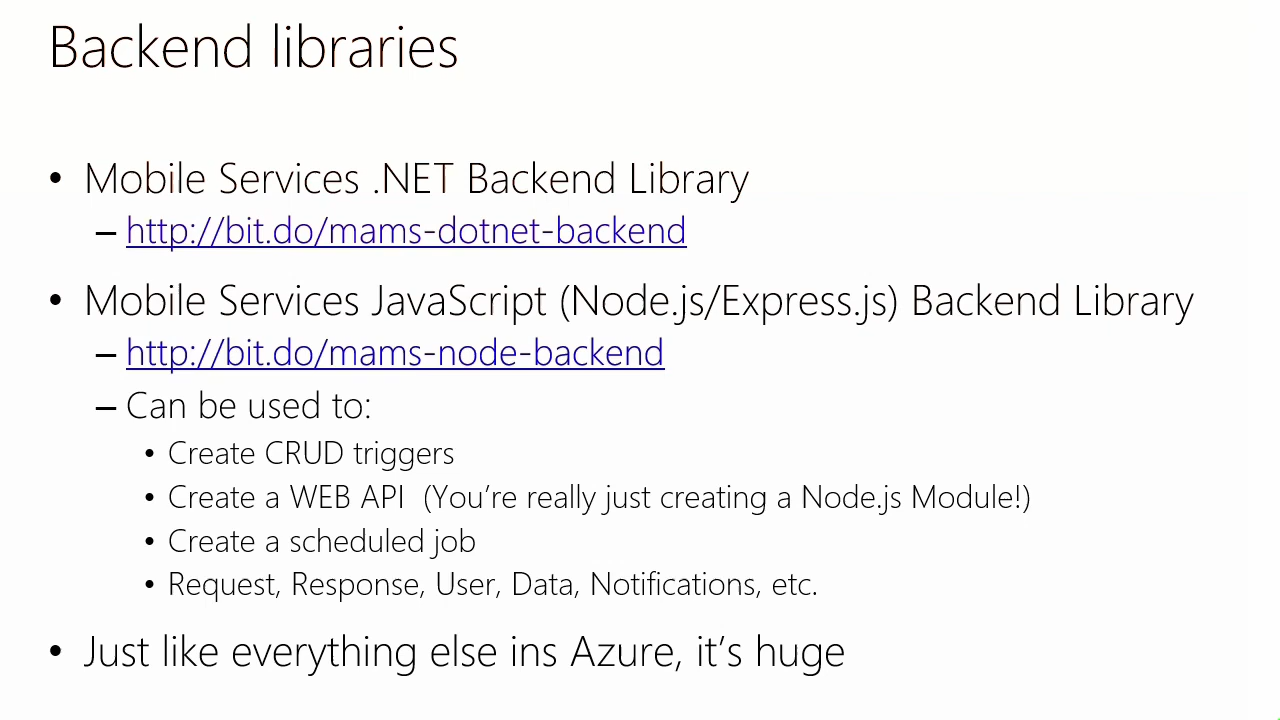 Backend libraries
• Mobile Services .NET Backend Library
– http://bit.do/mams-dotnet-backend
• Mobile Services JavaScript (Node.js/Express.js) Backend Library
– http://bit.do/mams-node-backend
– Can be used to:
• Create CRUD triggers
• Create a WEB API  (You’re really just creating a Node.js Module!)
• Create a scheduled job
• Request, Response, User, Data, Notifications, etc.
• Just like everything else ins Azure, it’s huge